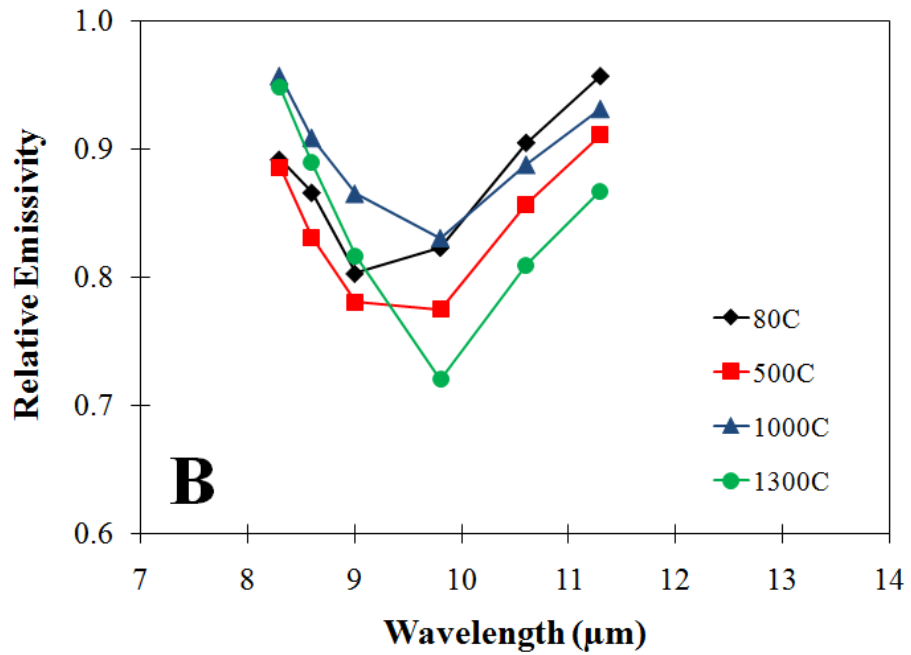 1.0
0.9
0.8
0.7
0.6
Relative Emissivity
80C
500C
1000C
1300C
B
7 8 9 10 11 12 13 14
Wavelength (µm)